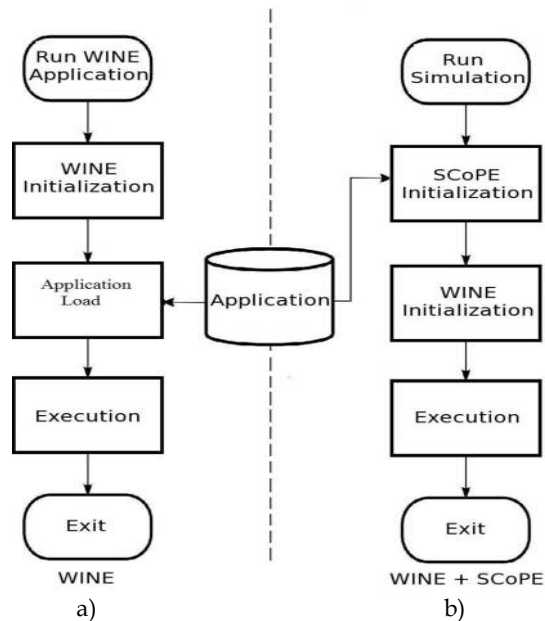 Run WINE
Application
WINE
Initialization
Application
Load
Execution
Exit
WINE
a)
Application
Run
Simulation
SCoPE
Initialization
WINE
Initialization
Execution
Exit
WINE + SCoPE
b)